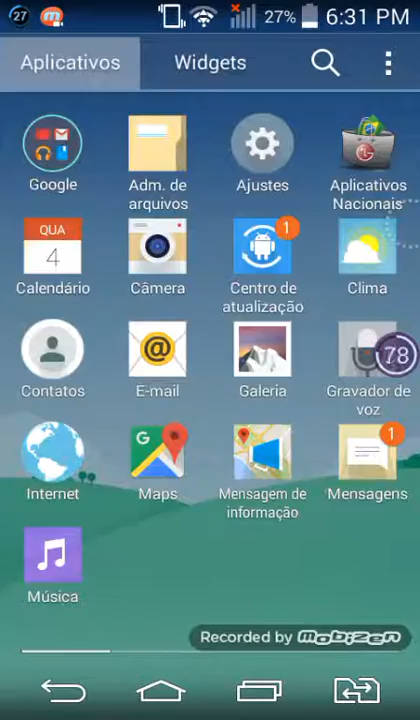 27 27% 6:31 PM
Aplicativos Widgets
Google Adm. de arquivos Ajustes Aplicativos Nacionais
QUA
4
1
Calendário Câmera Centro de atualização Clima
78
Contatos E-mail Galeria Gravador de voz
G 1
Internet Maps Mensagem de informação Mensagens
Música
Recorded by mobizen